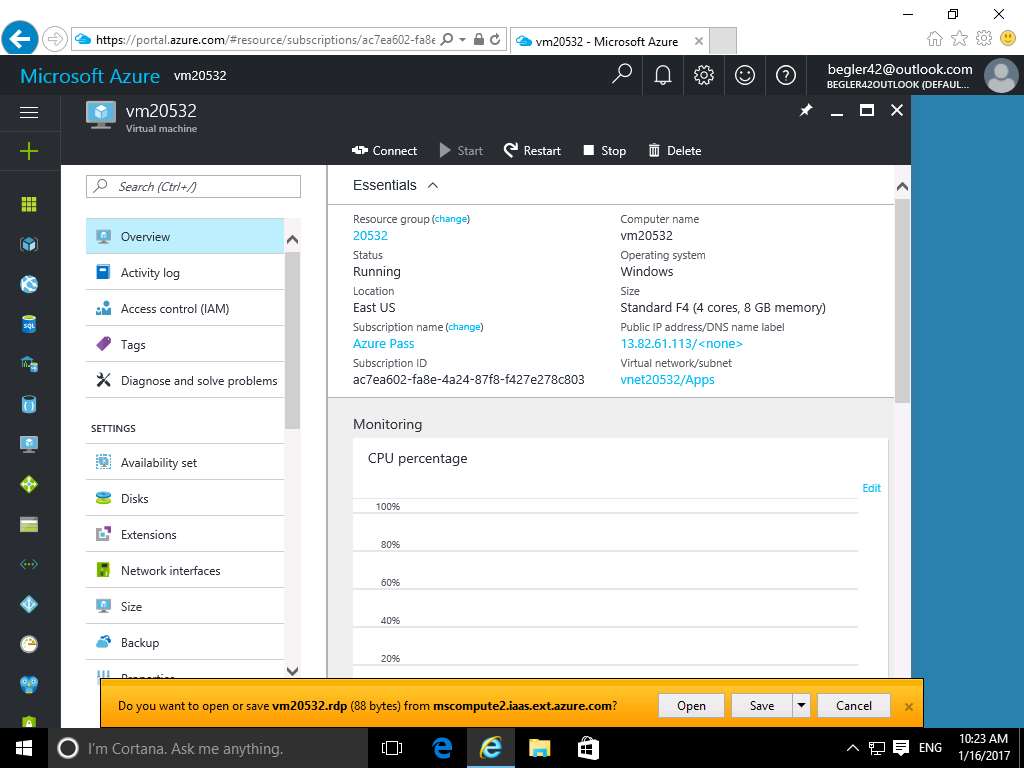 https://portal.azure.com/#resource/subscriptions/ac7ea602-fa8e
vm20532 - Microsoft Azure
Microsoft Azure vm20532
begler42@outlook.com
BEGLER42OUTLOOK (DEFAUL...
vm20532
Virtual machine
Connect Start Restart Stop Delete
Search (Ctrl+/)
Overview
Activity log
Access control (IAM)
Tags
Diagnose and solve problems
SETTINGS
Availability set
Disks
Extensions
Network interfaces
Size
Backup
Properties
Essentials
Resource group (change)
20532
Status
Running
Location
East US
Subscription name (change)
Azure Pass
Subscription ID
ac7ea602-fa8e-4a24-87f8-f427e278c803
Computer name
vm20532
Operating system
Windows
Size
Standard F4 (4 cores, 8 GB memory)
Public IP address/DNS name label
13.82.61.113/<none>
Virtual network/subnet
vnet20532/Apps
Monitoring
CPU percentage
Edit
100%
80%
60%
40%
20%
Do you want to open or save vm20532.rdp (88 bytes) from mscompute2.iaas.ext.azure.com?
Open Save Cancel
I'm Cortana. Ask me anything.
ENG
10:23 AM
1/16/2017